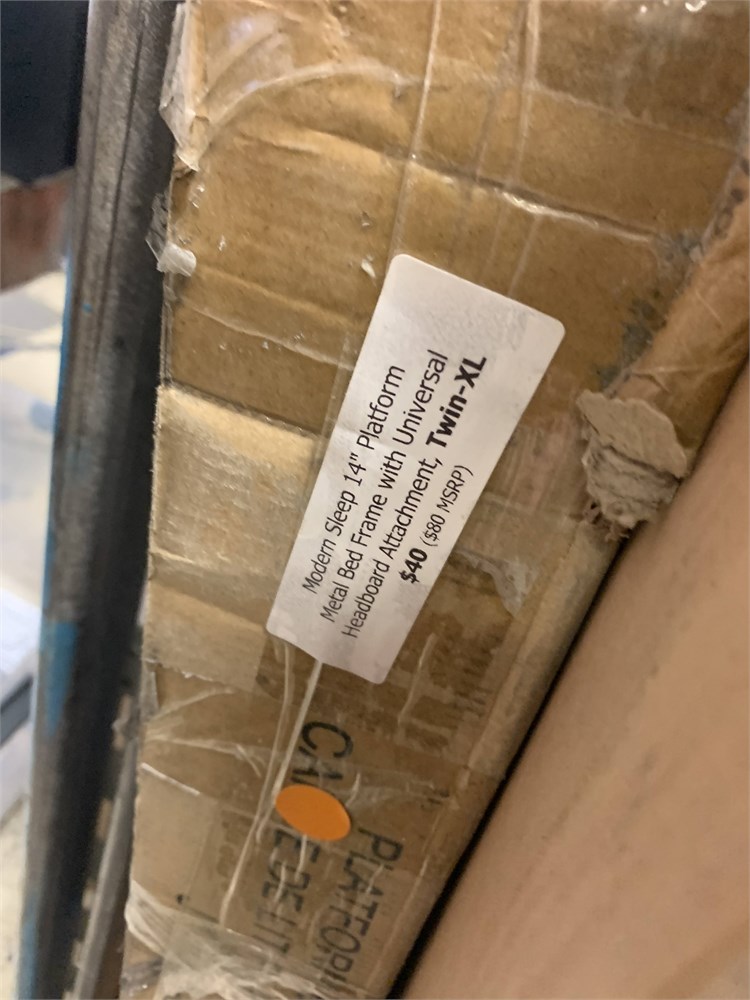 Modern Sleep 14" Platform
Metal Bed Frame with Universal
Headboard Attachment, Twin-XL
$40 ($80 MSRP)